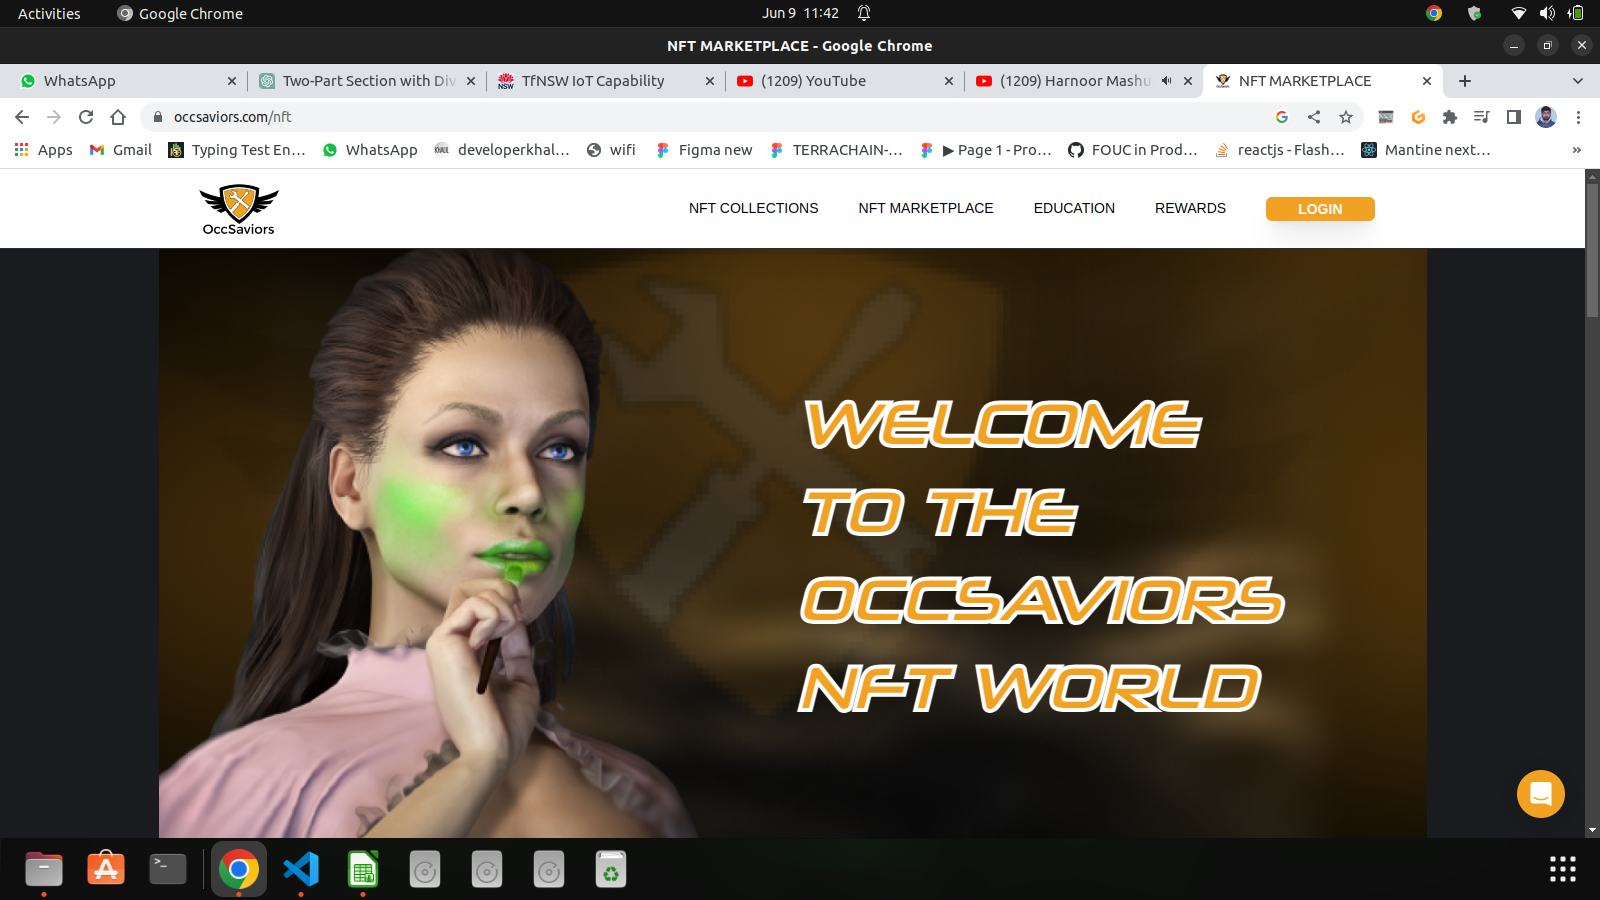 Activities
Google Chrome
Jun 9 11:42
NFT MARKETPLACE - Google Chrome
WhatsApp
Two-Part Section with Div
TfNSW IoT Capability
(1209) YouTube
(1209) Harnoor Mashu
NFT MARKETPLACE
occsaviors.com/nft
Apps
Gmail
Typing Test En...
WhatsApp
developerkhal...
wifi
Figma new
TERRACHAIN-...
▶ Page 1 - Pro...
FOUC in Prod...
reactjs - Flash...
Mantine next...
»
OccSaviors
NFT COLLECTIONS
NFT MARKETPLACE
EDUCATION
REWARDS
LOGIN
WELCOME
TO THE
OCCSAVIORS
NFT WORLD